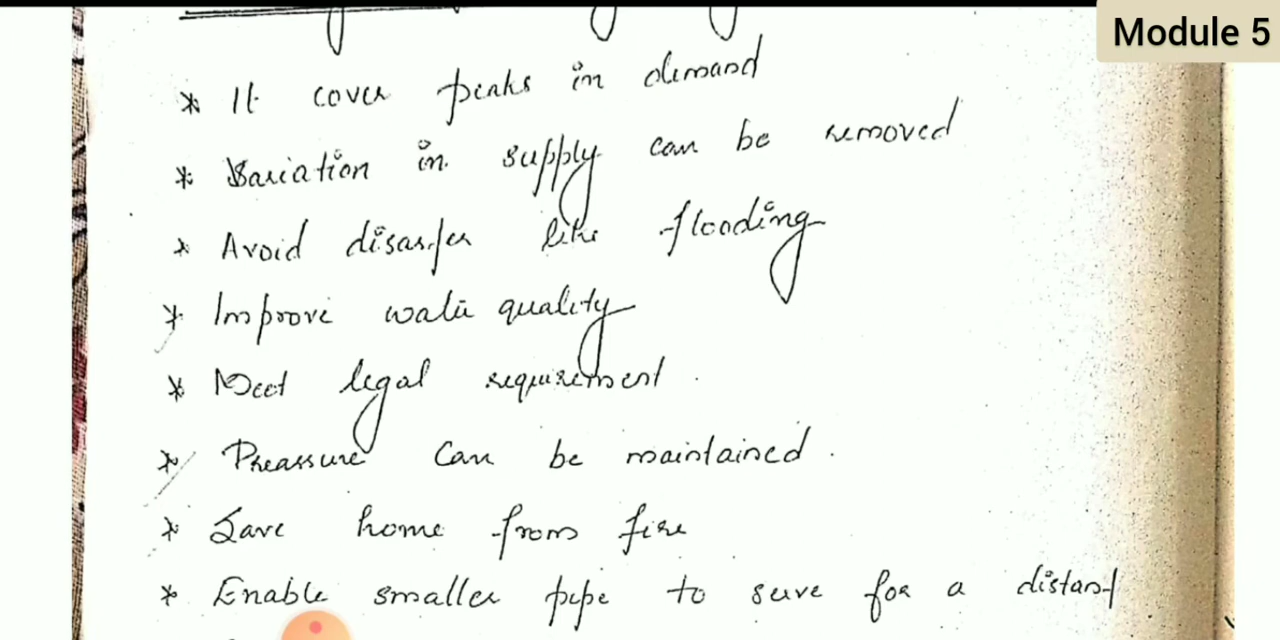 Module 5
* It cover peaks in demand
* Variation in supply can be removed
* Avoid disaster like flooding
* Improve water quality
* Meet legal requirement.
* Preassure can be maintained.
* Save home from fire
* Enable smaller pipe to serve for a distant